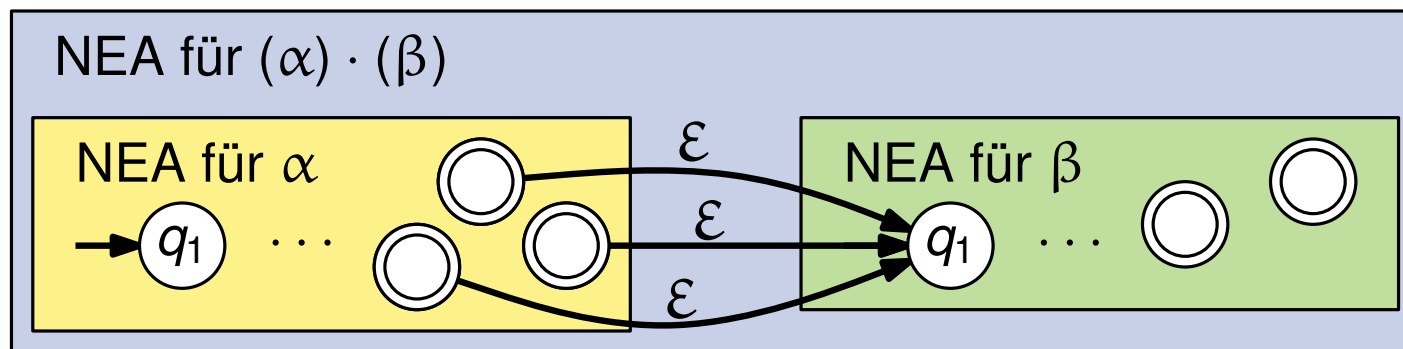 NEA für (α) · (β)
NEA für α
q₁
· · ·
ε
ε
ε
NEA für β
q₁
· · ·